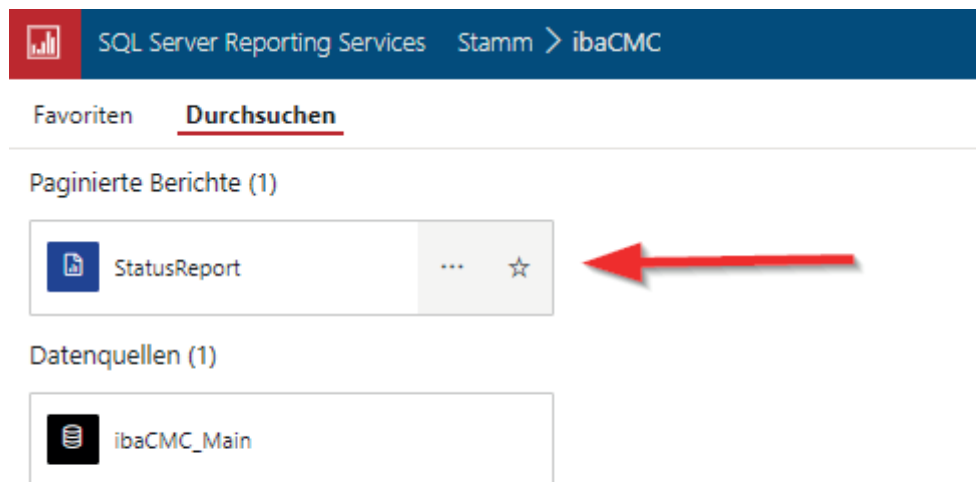 SQL Server Reporting Services Stamm > ibaCMC
Favoriten Durchsuchen
Paginierte Berichte (1)
StatusReport ...
Datenquellen (1)
ibaCMC_Main